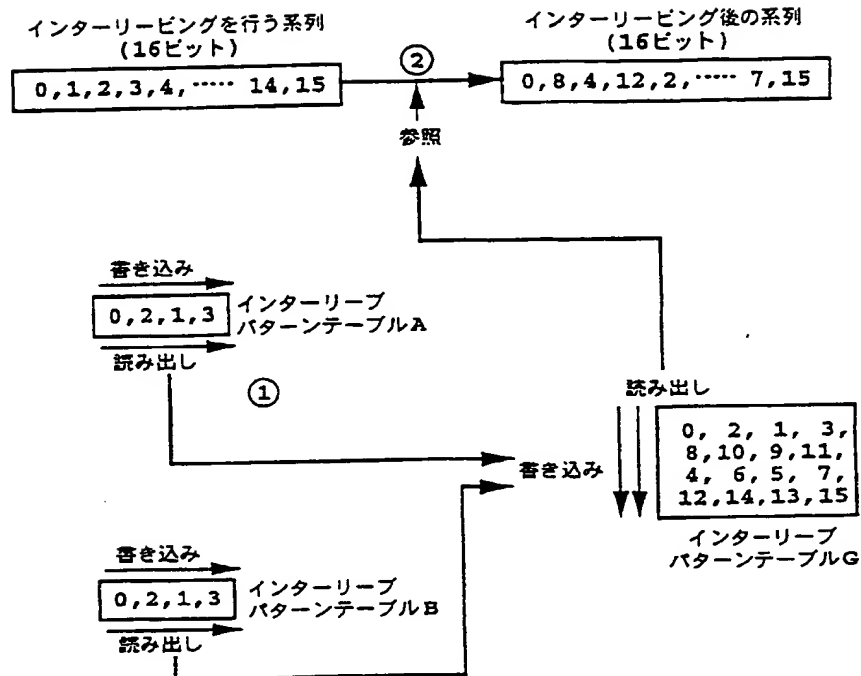 インターリービングを行う系列
(16ビット)
0,1,2,3,4,····· 14,15
②
インターリービング後の系列
(16ビット)
0,8,4,12,2,····· 7,15
参照
書き込み
0,2,1,3
インターリーブ
パターンテーブルA
読み出し
①
読み出し
書き込み
0, 2, 1, 3,
8,10, 9,11,
4, 6, 5, 7,
12,14,13,15
インターリーブ
パターンテーブルG
書き込み
0,2,1,3
インターリーブ
パターンテーブルB
読み出し